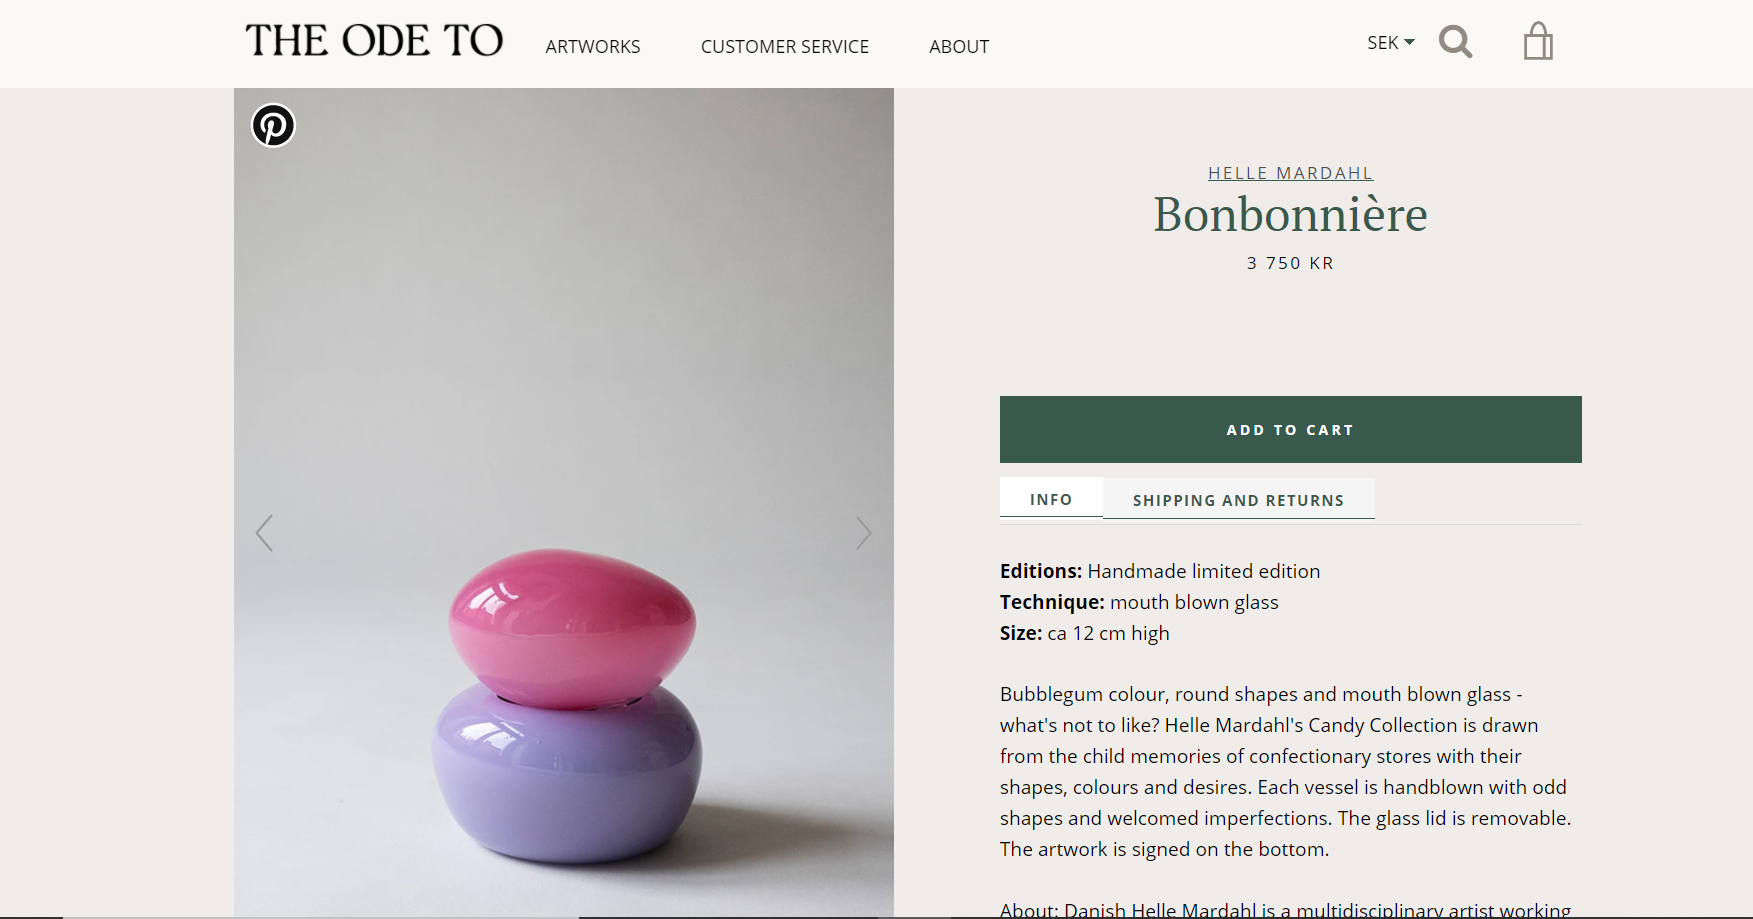 THE ODE TO
ARTWORKS
CUSTOMER SERVICE
ABOUT
SEK
HELLE MARDAHL
Bonbonnière
3 750 KR
ADD TO CART
INFO
SHIPPING AND RETURNS
Editions: Handmade limited edition
Technique: mouth blown glass
Size: ca 12 cm high
Bubblegum colour, round shapes and mouth blown glass -
what's not to like? Helle Mardahl's Candy Collection is drawn
from the child memories of confectionary stores with their
shapes, colours and desires. Each vessel is handblown with odd
shapes and welcomed imperfections. The glass lid is removable.
The artwork is signed on the bottom.
About: Danish Helle Mardahl is a multidisciplinary artist working